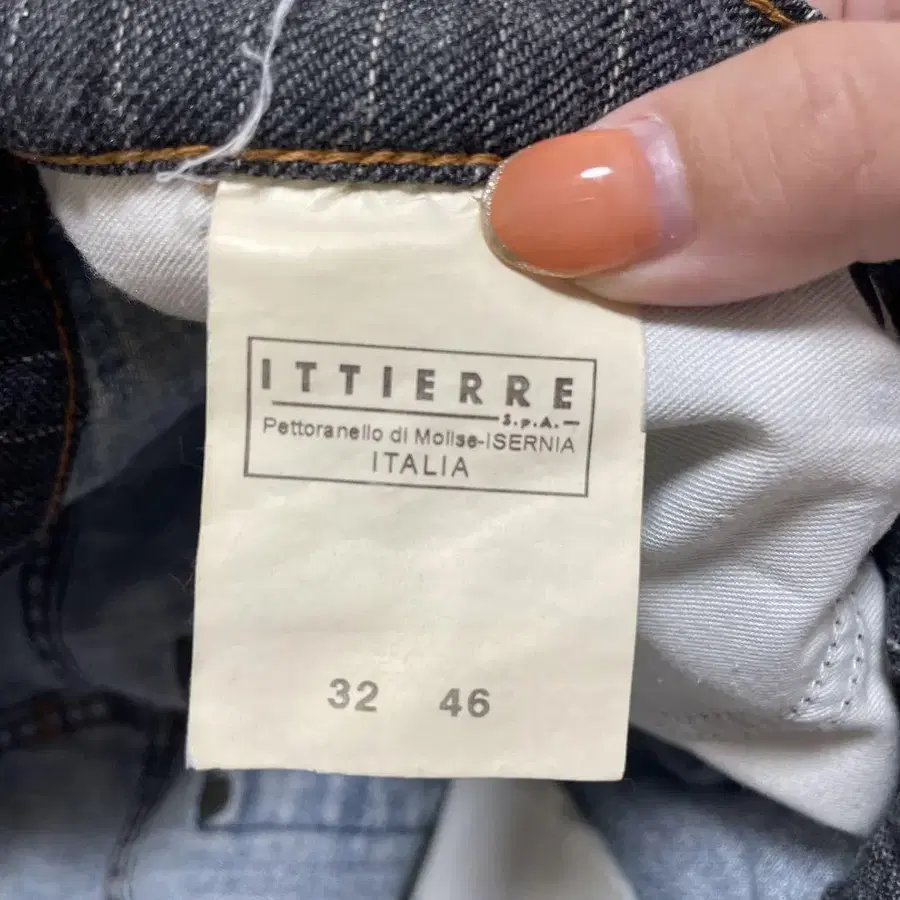 ITTIERRE
S.p.A.
Pettoranello di Molise-ISERNIA
ITALIA
32 46